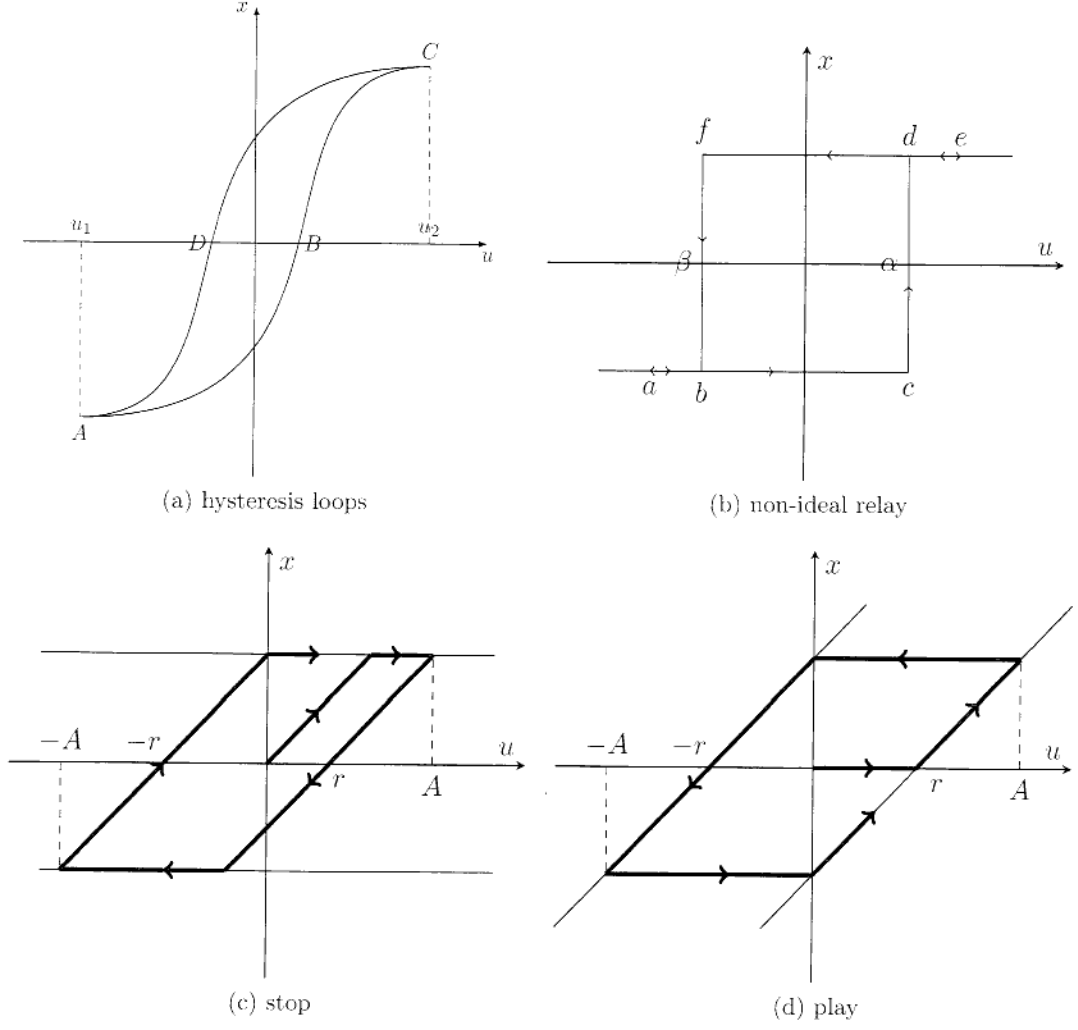 x
C
u₁
D
B
u₂
u
A
(a) hysteresis loops
x
f
d
e
u
β
α
a
b
c
(b) non-ideal relay
x
−A
−r
u
r
A
(c) stop
x
−A
−r
u
r
A
(d) play